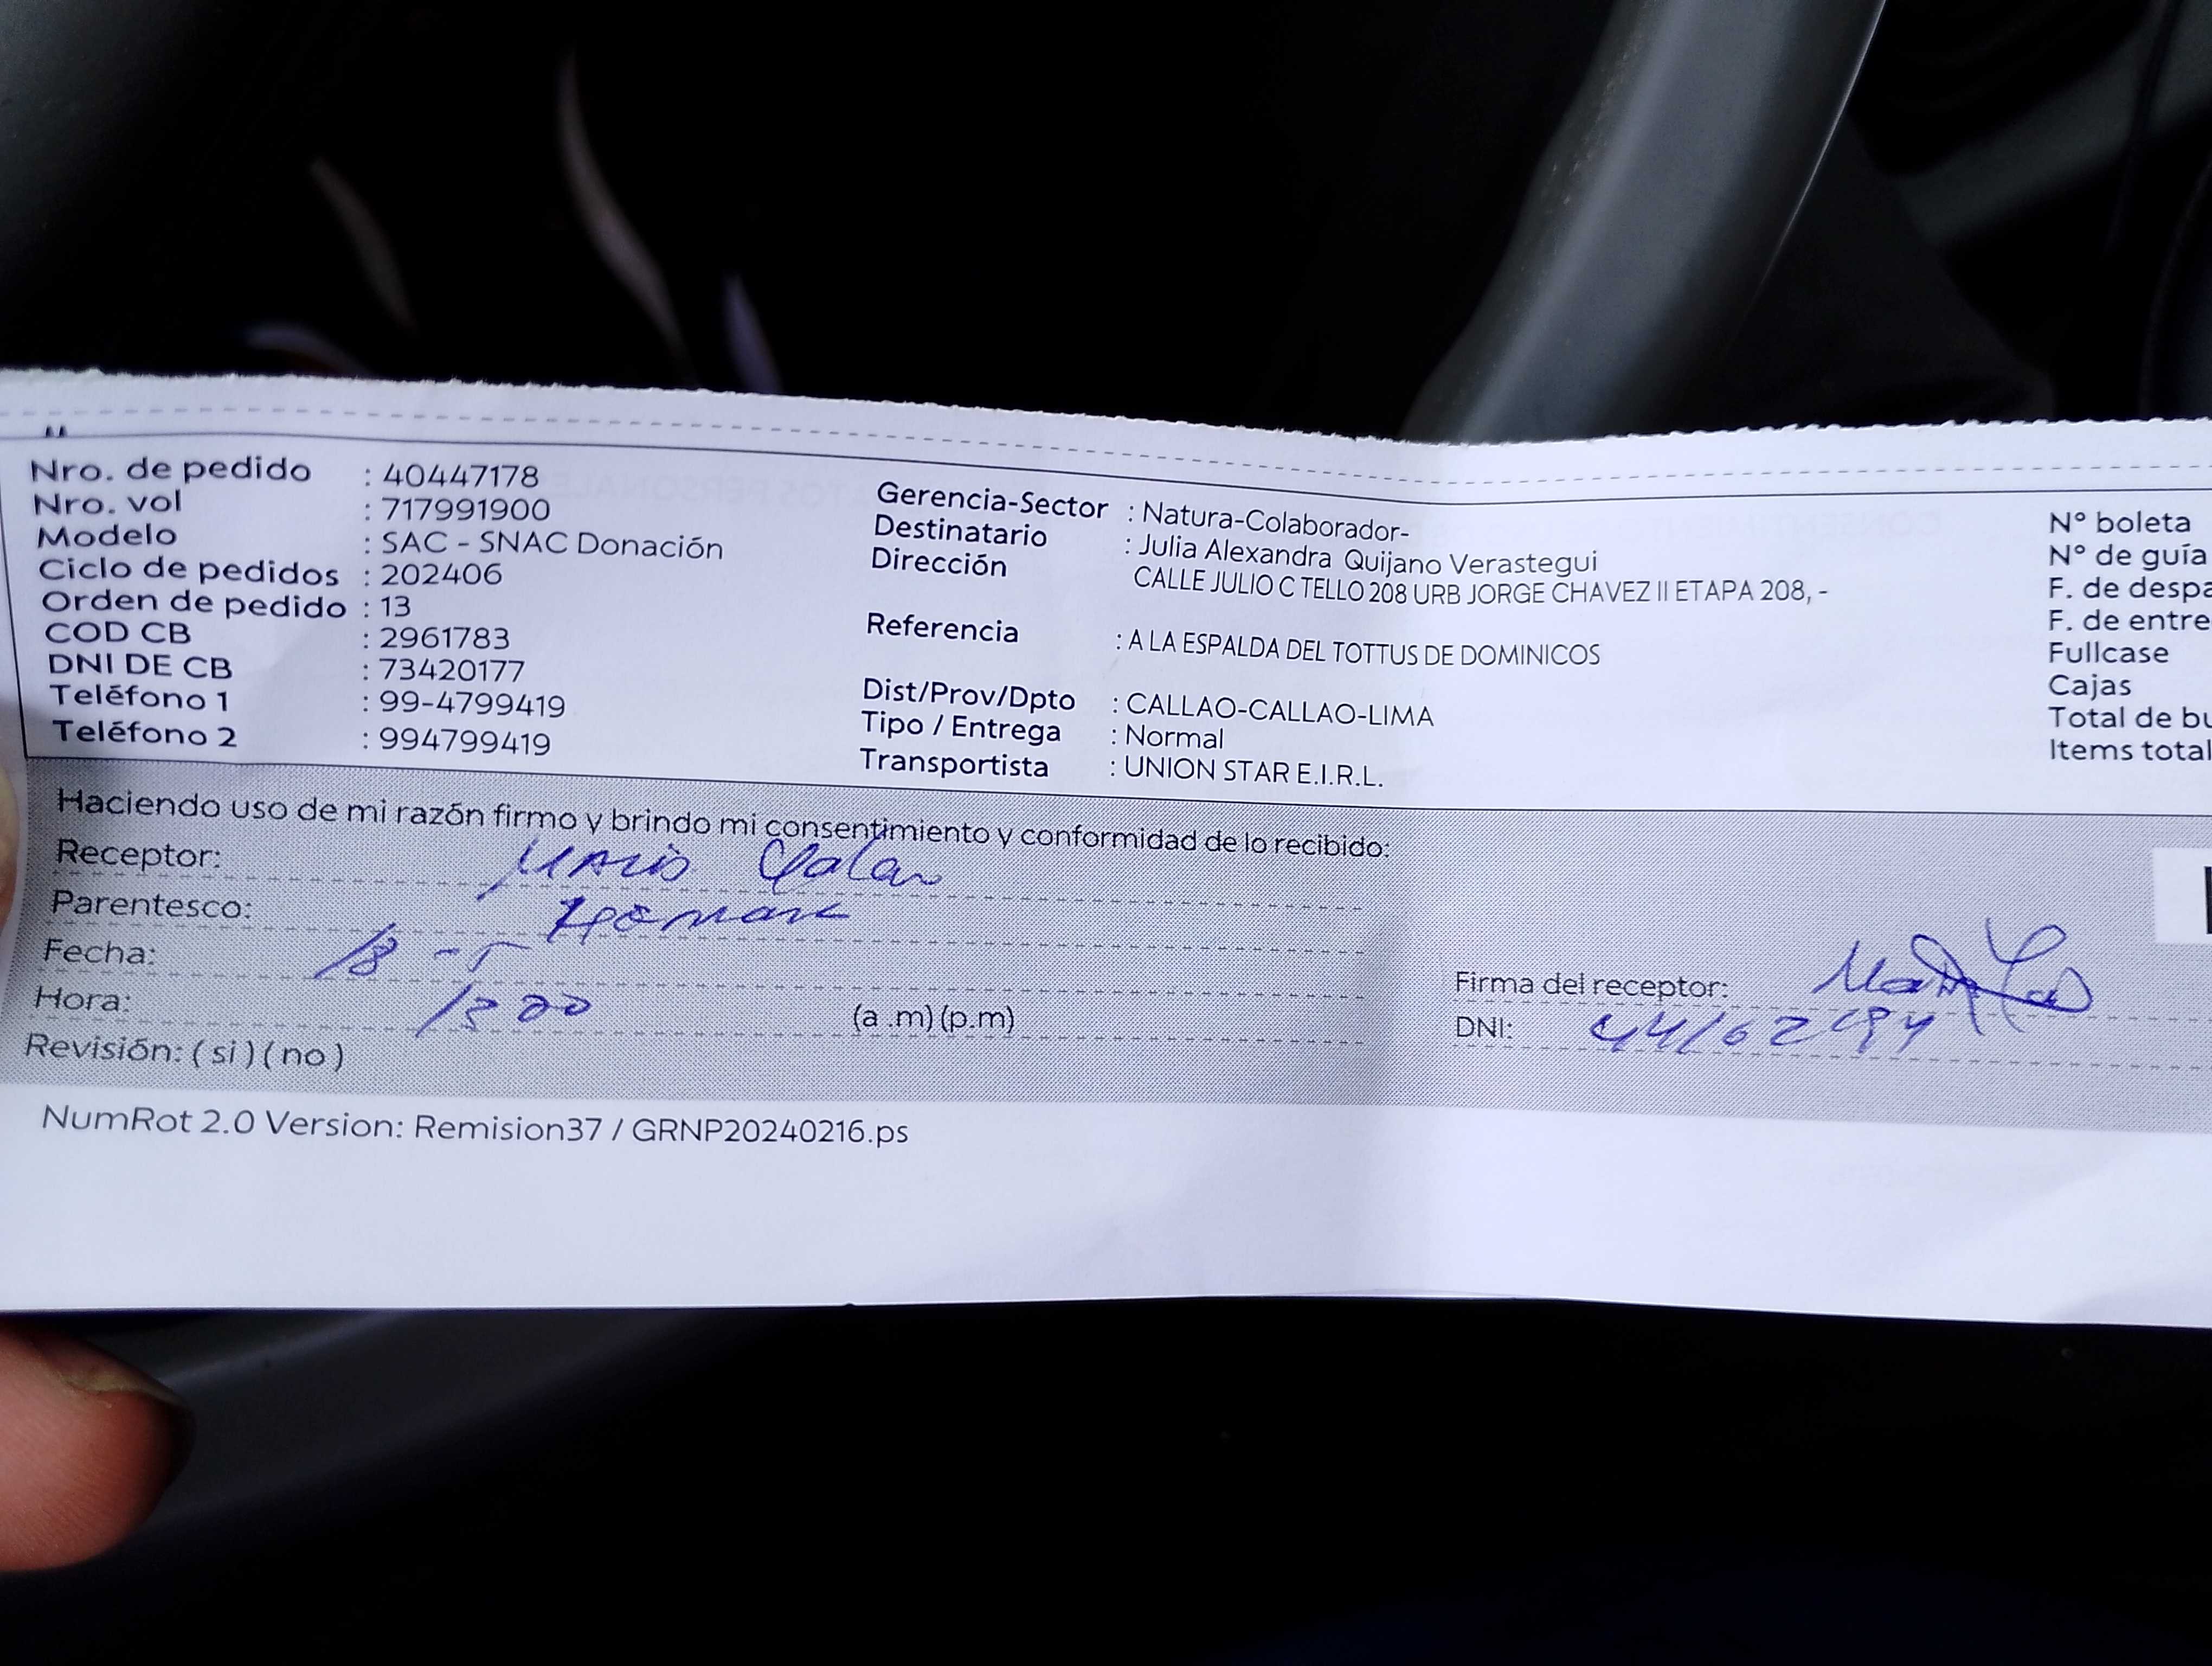 Nro. de pedido : 40447178
Nro. vol : 717991900
Modelo : SAC - SNAC Donación
Ciclo de pedidos : 202406
Orden de pedido : 13
COD CB : 2961783
DNI DE CB : 73420177
Teléfono 1 : 99-4799419
Teléfono 2 : 994799419
Gerencia-Sector : Natura-Colaborador-
Destinatario : Julia Alexandra Quijano Verastegui
Dirección CALLE JULIO C TELLO 208 URB JORGE CHAVEZ II ETAPA 208, -
Referencia : A LA ESPALDA DEL TOTTUS DE DOMINICOS
Dist/Prov/Dpto : CALLAO-CALLAO-LIMA
Tipo / Entrega : Normal
Transportista : UNION STAR E.I.R.L.
N° boleta
N° de guía
F. de despa
F. de entre
Fullcase
Cajas
Total de bu
Items total
Haciendo uso de mi razón firmo y brindo mi consentimiento y conformidad de lo recibido:
Receptor:
Parentesco:
Fecha: 18 - 5
Hora: 1300 (a .m) (p.m)
Revisión: ( si ) ( no )
Firma del receptor:
DNI:
NumRot 2.0 Version: Remision37 / GRNP20240216.ps